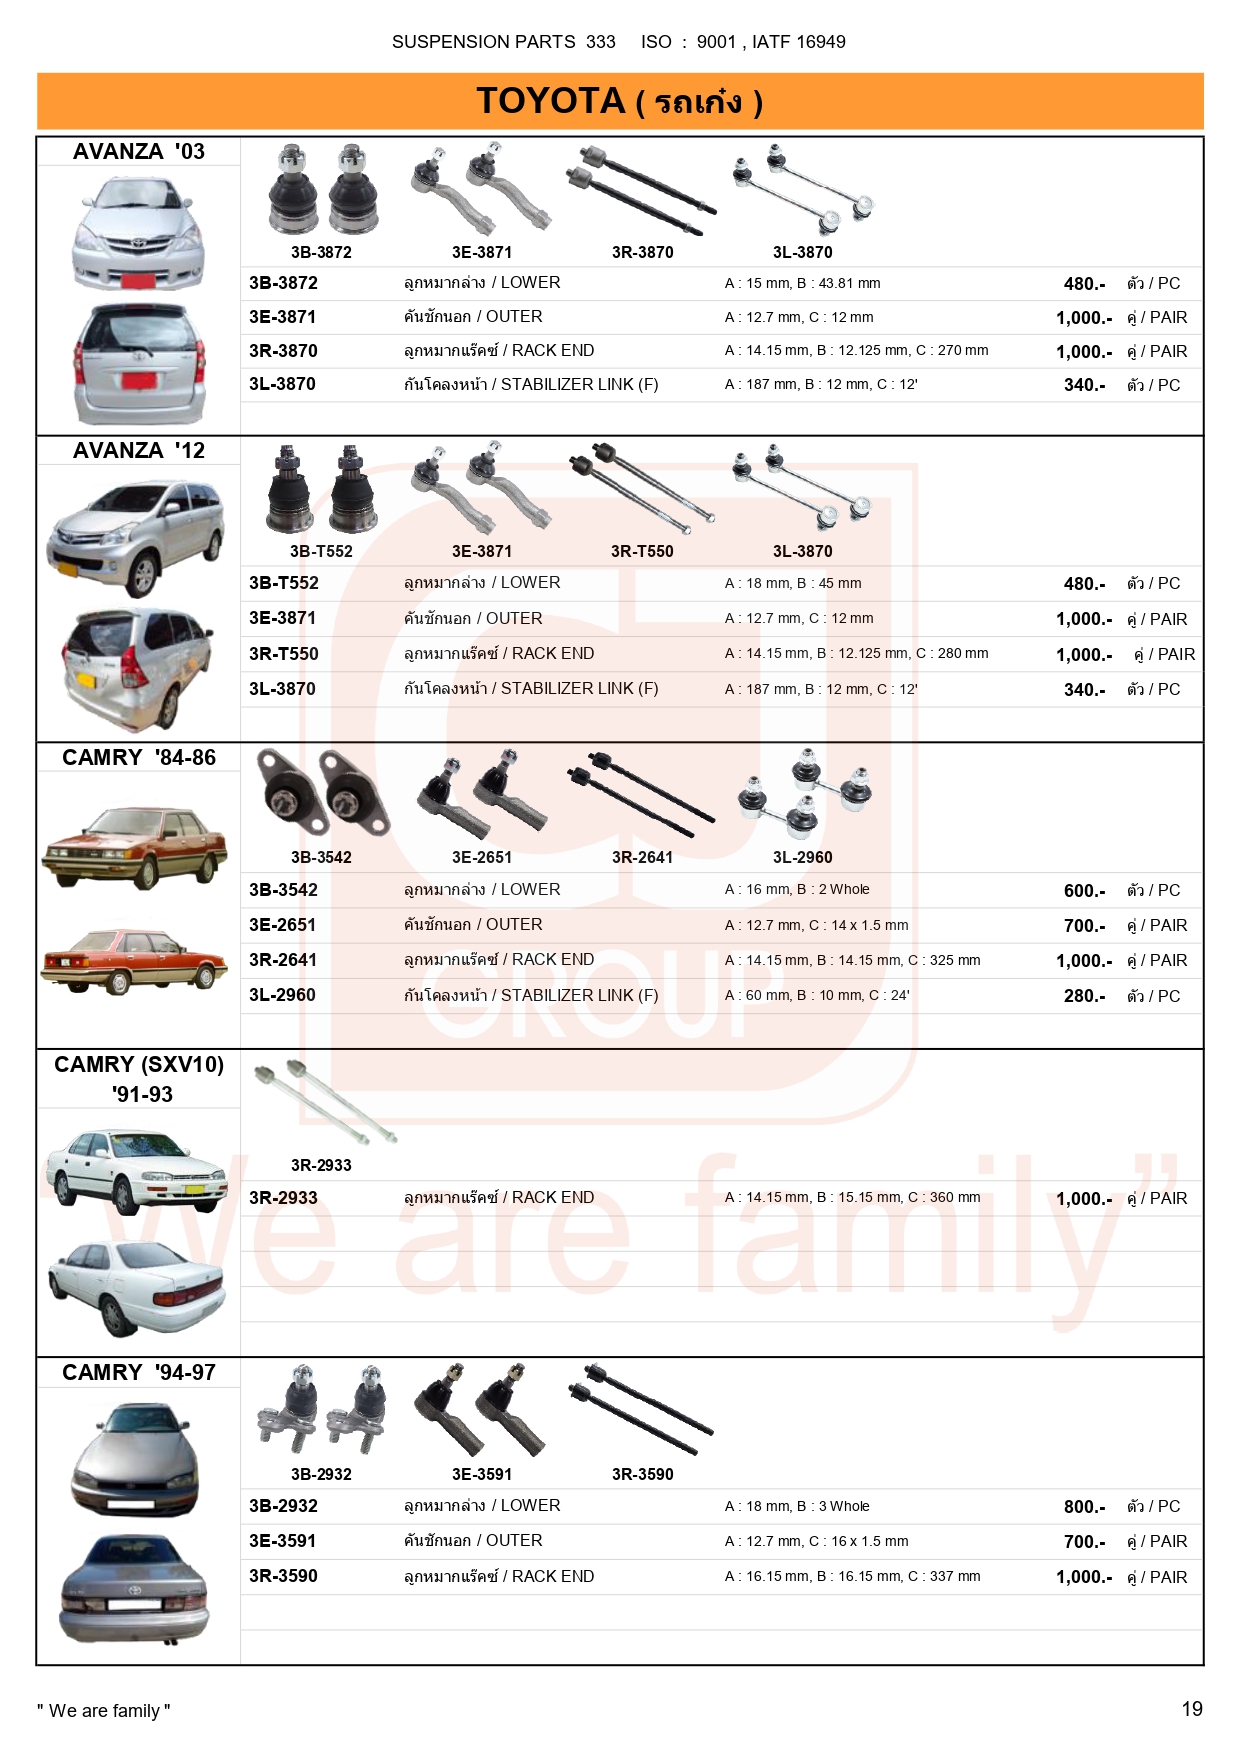 SUSPENSION PARTS  333     ISO  :  9001 , IATF 16949
TOYOTA ( รถเก๋ง )
AVANZA  '03
3B-3872 3E-3871 3R-3870 3L-3870
3B-3872 ลูกหมากล่าง / LOWER A : 15 mm, B : 43.81 mm 480.- ตัว / PC
3E-3871 คันชักนอก / OUTER A : 12.7 mm, C : 12 mm 1,000.- คู่ / PAIR
3R-3870 ลูกหมากแร๊คซ์ / RACK END A : 14.15 mm, B : 12.125 mm, C : 270 mm 1,000.- คู่ / PAIR
3L-3870 กันโคลงหน้า / STABILIZER LINK (F) A : 187 mm, B : 12 mm, C : 12' 340.- ตัว / PC
AVANZA  '12
3B-T552 3E-3871 3R-T550 3L-3870
3B-T552 ลูกหมากล่าง / LOWER A : 18 mm, B : 45 mm 480.- ตัว / PC
3E-3871 คันชักนอก / OUTER A : 12.7 mm, C : 12 mm 1,000.- คู่ / PAIR
3R-T550 ลูกหมากแร๊คซ์ / RACK END A : 14.15 mm, B : 12.125 mm, C : 280 mm 1,000.- คู่ / PAIR
3L-3870 กันโคลงหน้า / STABILIZER LINK (F) A : 187 mm, B : 12 mm, C : 12' 340.- ตัว / PC
CAMRY  '84-86
3B-3542 3E-2651 3R-2641 3L-2960
3B-3542 ลูกหมากล่าง / LOWER A : 16 mm, B : 2 Whole 600.- ตัว / PC
3E-2651 คันชักนอก / OUTER A : 12.7 mm, C : 14 x 1.5 mm 700.- คู่ / PAIR
3R-2641 ลูกหมากแร๊คซ์ / RACK END A : 14.15 mm, B : 14.15 mm, C : 325 mm 1,000.- คู่ / PAIR
3L-2960 กันโคลงหน้า / STABILIZER LINK (F) A : 60 mm, B : 10 mm, C : 24' 280.- ตัว / PC
CJ
GROUP
CAMRY (SXV10)
'91-93
3R-2933
3R-2933 ลูกหมากแร๊คซ์ / RACK END A : 14.15 mm, B : 15.15 mm, C : 360 mm 1,000.- คู่ / PAIR
"We are family"
CAMRY  '94-97
3B-2932 3E-3591 3R-3590
3B-2932 ลูกหมากล่าง / LOWER A : 18 mm, B : 3 Whole 800.- ตัว / PC
3E-3591 คันชักนอก / OUTER A : 12.7 mm, C : 16 x 1.5 mm 700.- คู่ / PAIR
3R-3590 ลูกหมากแร๊คซ์ / RACK END A : 16.15 mm, B : 16.15 mm, C : 337 mm 1,000.- คู่ / PAIR
" We are family " 19